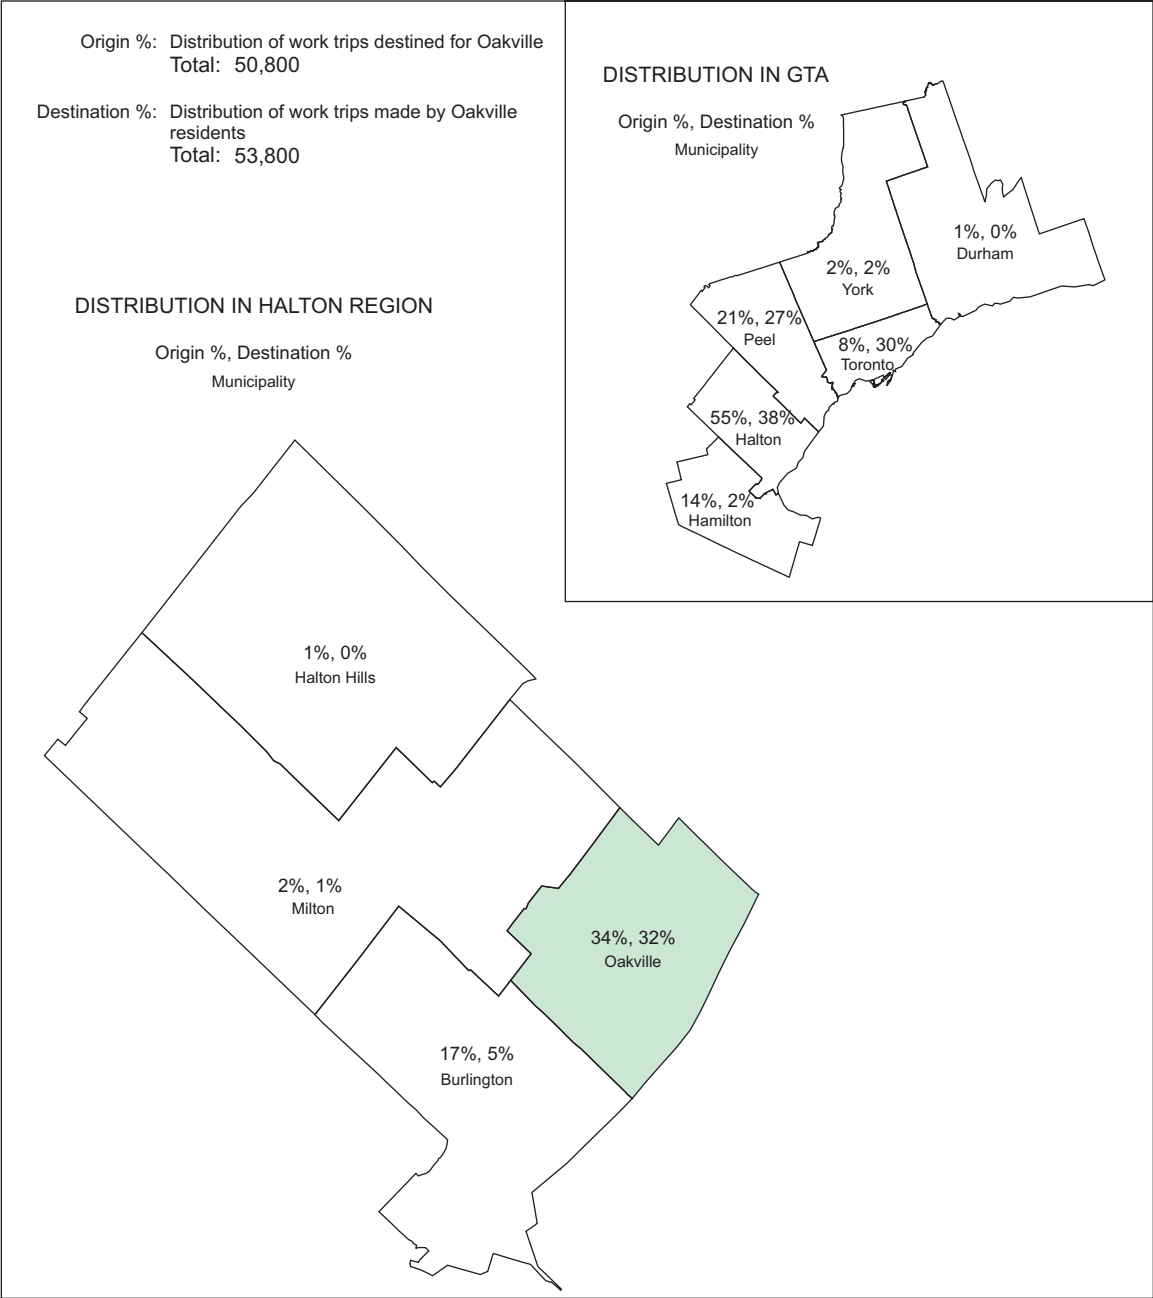 Origin %: Distribution of work trips destined for Oakville
Total: 50,800
Destination %: Distribution of work trips made by Oakville
residents
Total: 53,800
DISTRIBUTION IN GTA
Origin %, Destination %
Municipality
1%, 0%
Durham
2%, 2%
York
21%, 27%
Peel
8%, 30%
Toronto
55%, 38%
Halton
14%, 2%
Hamilton
DISTRIBUTION IN HALTON REGION
Origin %, Destination %
Municipality
1%, 0%
Halton Hills
2%, 1%
Milton
34%, 32%
Oakville
17%, 5%
Burlington